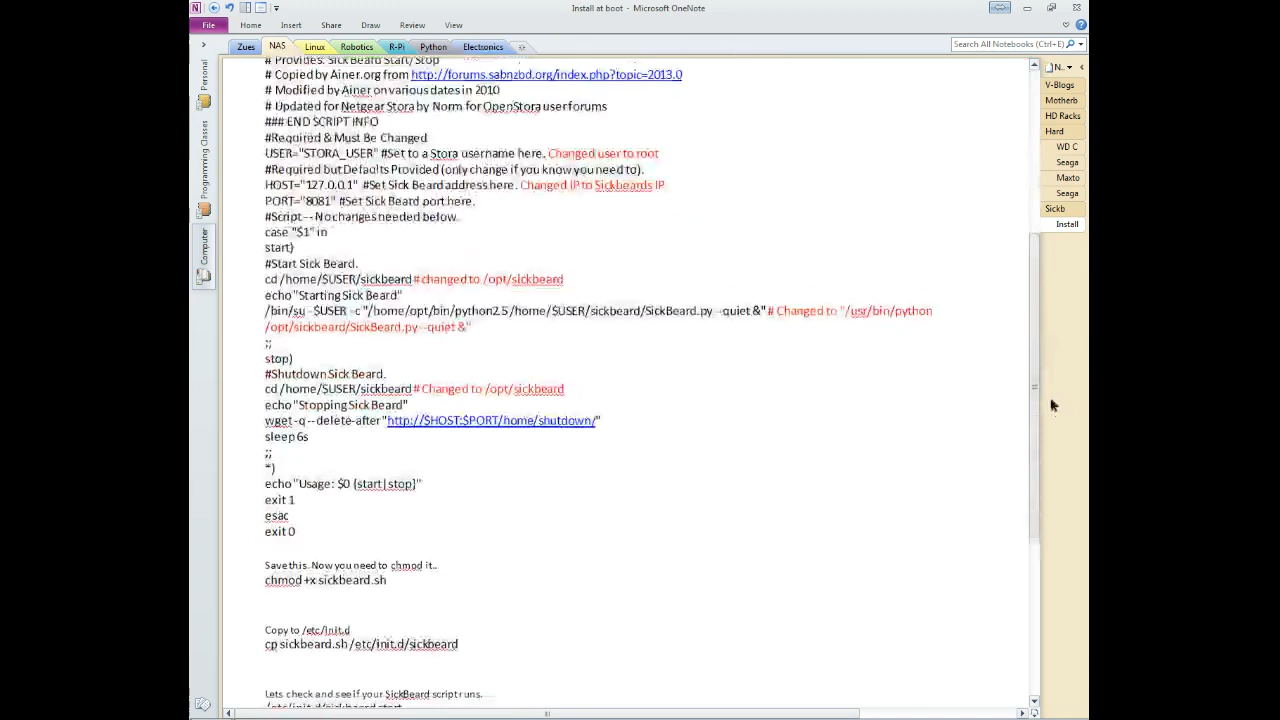 Install at boot - Microsoft OneNote
File Home Insert Share Draw Review View
Zues NAS Linux Robotics R-Pi Python Electronics
Search All Notebooks (Ctrl+E)
Personal
Programming Classes
Computer
# Provides: SickBeard Start/Stop
# Copied by Ainer.org from http://forums.sabnzbd.org/index.php?topic=2013.0
# Modified by Ainer on various dates in 2010
# Updated for Netgear Stora by Norm for OpenStora user forums
### END SCRIPT INFO
#Required & Must Be Changed
USER="STORA_USER" #Set to a Stora username here. Changed user to root
#Required but Defaults Provided (only change if you know you need to).
HOST="127.0.0.1" #Set Sick Beard address here. Changed IP to Sickbeards IP
PORT="8081" #Set Sick Beard port here.
#Script -- No changes needed below.
case "$1" in
start)
#Start Sick Beard.
cd /home/$USER/sickbeard #changed to /opt/sickbeard
echo "Starting Sick Beard"
/bin/su - $USER -c "/home/opt/bin/python2.5 /home/$USER/sickbeard/SickBeard.py --quiet &" # Changed to "/usr/bin/python
/opt/sickbeard/SickBeard.py --quiet &"
;;
stop)
#Shutdown Sick Beard.
cd /home/$USER/sickbeard # Changed to /opt/sickbeard
echo "Stopping Sick Beard"
wget -q --delete-after "http://$HOST:$PORT/home/shutdown/"
sleep 6s
;;
*)
echo "Usage: $0 {start|stop}"
exit 1
esac
exit 0
Save this. Now you need to chmod it..
chmod +x sickbeard.sh
Copy to /etc/init.d
cp sickbeard.sh /etc/init.d/sickbeard
Lets check and see if your SickBeard script runs.
/etc/init.d/sickbeard start
N..
V-Blogs
Motherb
HD Racks
Hard
WD C
Seaga
Maxto
Seaga
Sickb
Install